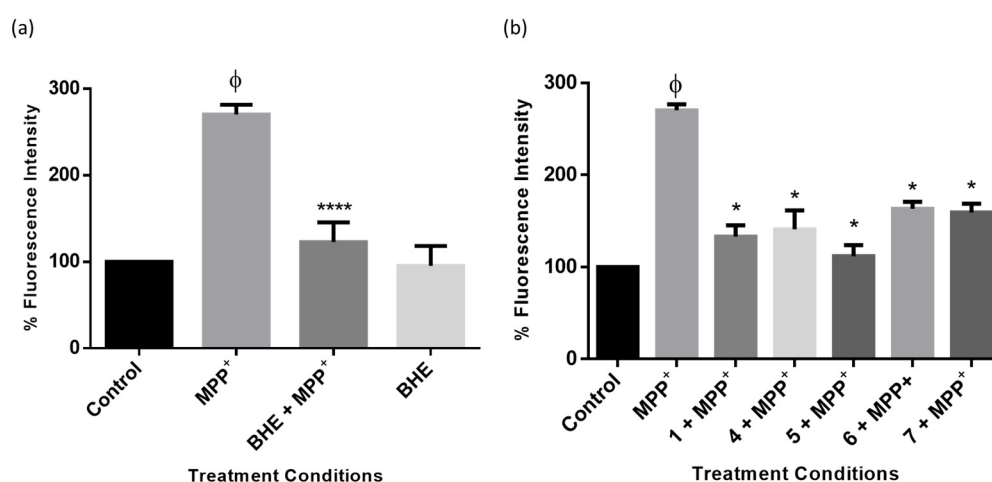 (a)
% Fluorescence Intensity
300
200
100
0
ϕ
****
Control
MPP⁺
BHE + MPP⁺
BHE
Treatment Conditions
(b)
% Fluorescence Intensity
300
200
100
0
ϕ
*
*
*
*
*
Control
MPP⁺
1 + MPP⁺
4 + MPP⁺
5 + MPP⁺
6 + MPP+
7 + MPP⁺
Treatment Conditions